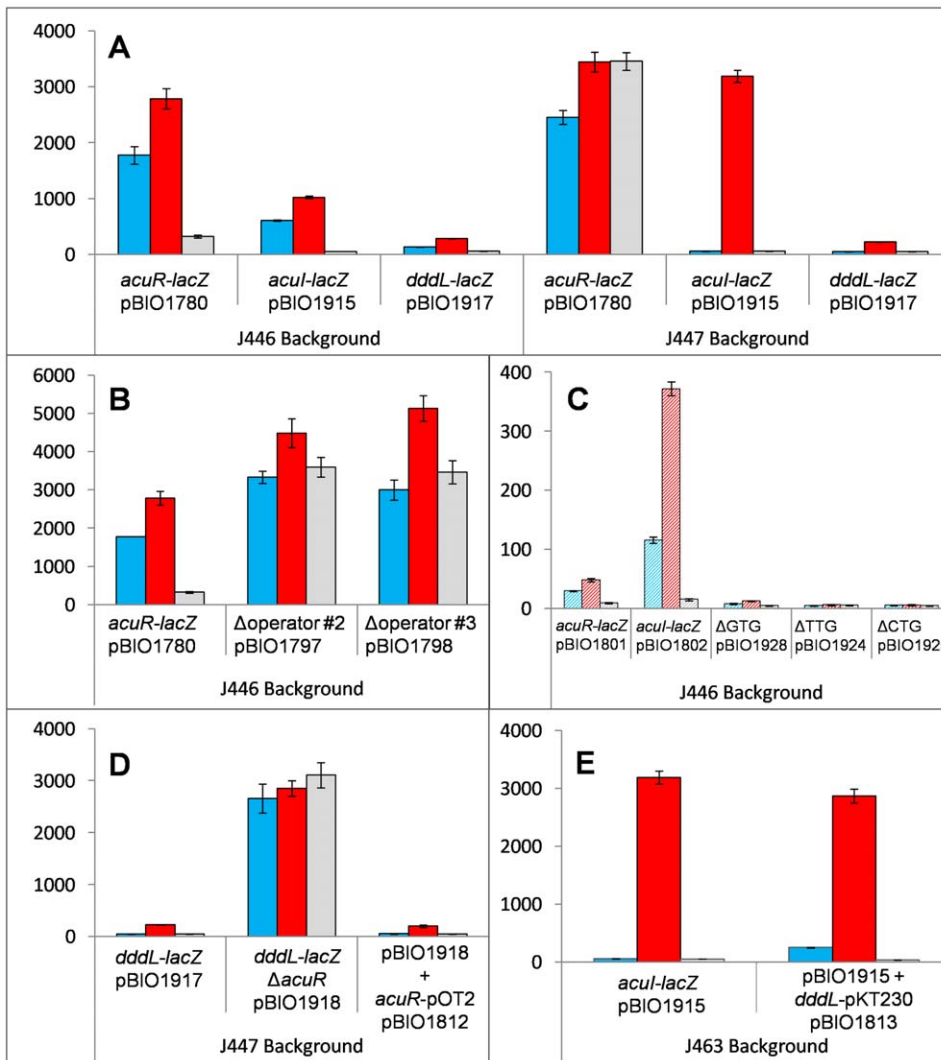 A
4000
3000
2000
1000
0
acuR-lacZ
pBIO1780
acuI-lacZ
pBIO1915
dddL-lacZ
pBIO1917
acuR-lacZ
pBIO1780
acuI-lacZ
pBIO1915
dddL-lacZ
pBIO1917
J446 Background
J447 Background
B
6000
5000
4000
3000
2000
1000
0
acuR-lacZ
pBIO1780
Δoperator #2
pBIO1797
Δoperator #3
pBIO1798
J446 Background
C
400
300
200
100
0
acuR-lacZ
pBIO1801
acuI-lacZ
pBIO1802
ΔGTG
pBIO1928
ΔTTG
pBIO1924
ΔCTG
pBIO192
J446 Background
D
4000
3000
2000
1000
0
dddL-lacZ
pBIO1917
dddL-lacZ
ΔacuR
pBIO1918
pBIO1918
+
acuR-pOT2
pBIO1812
J447 Background
E
4000
3000
2000
1000
0
acuI-lacZ
pBIO1915
pBIO1915 +
dddL-pKT230
pBIO1813
J463 Background